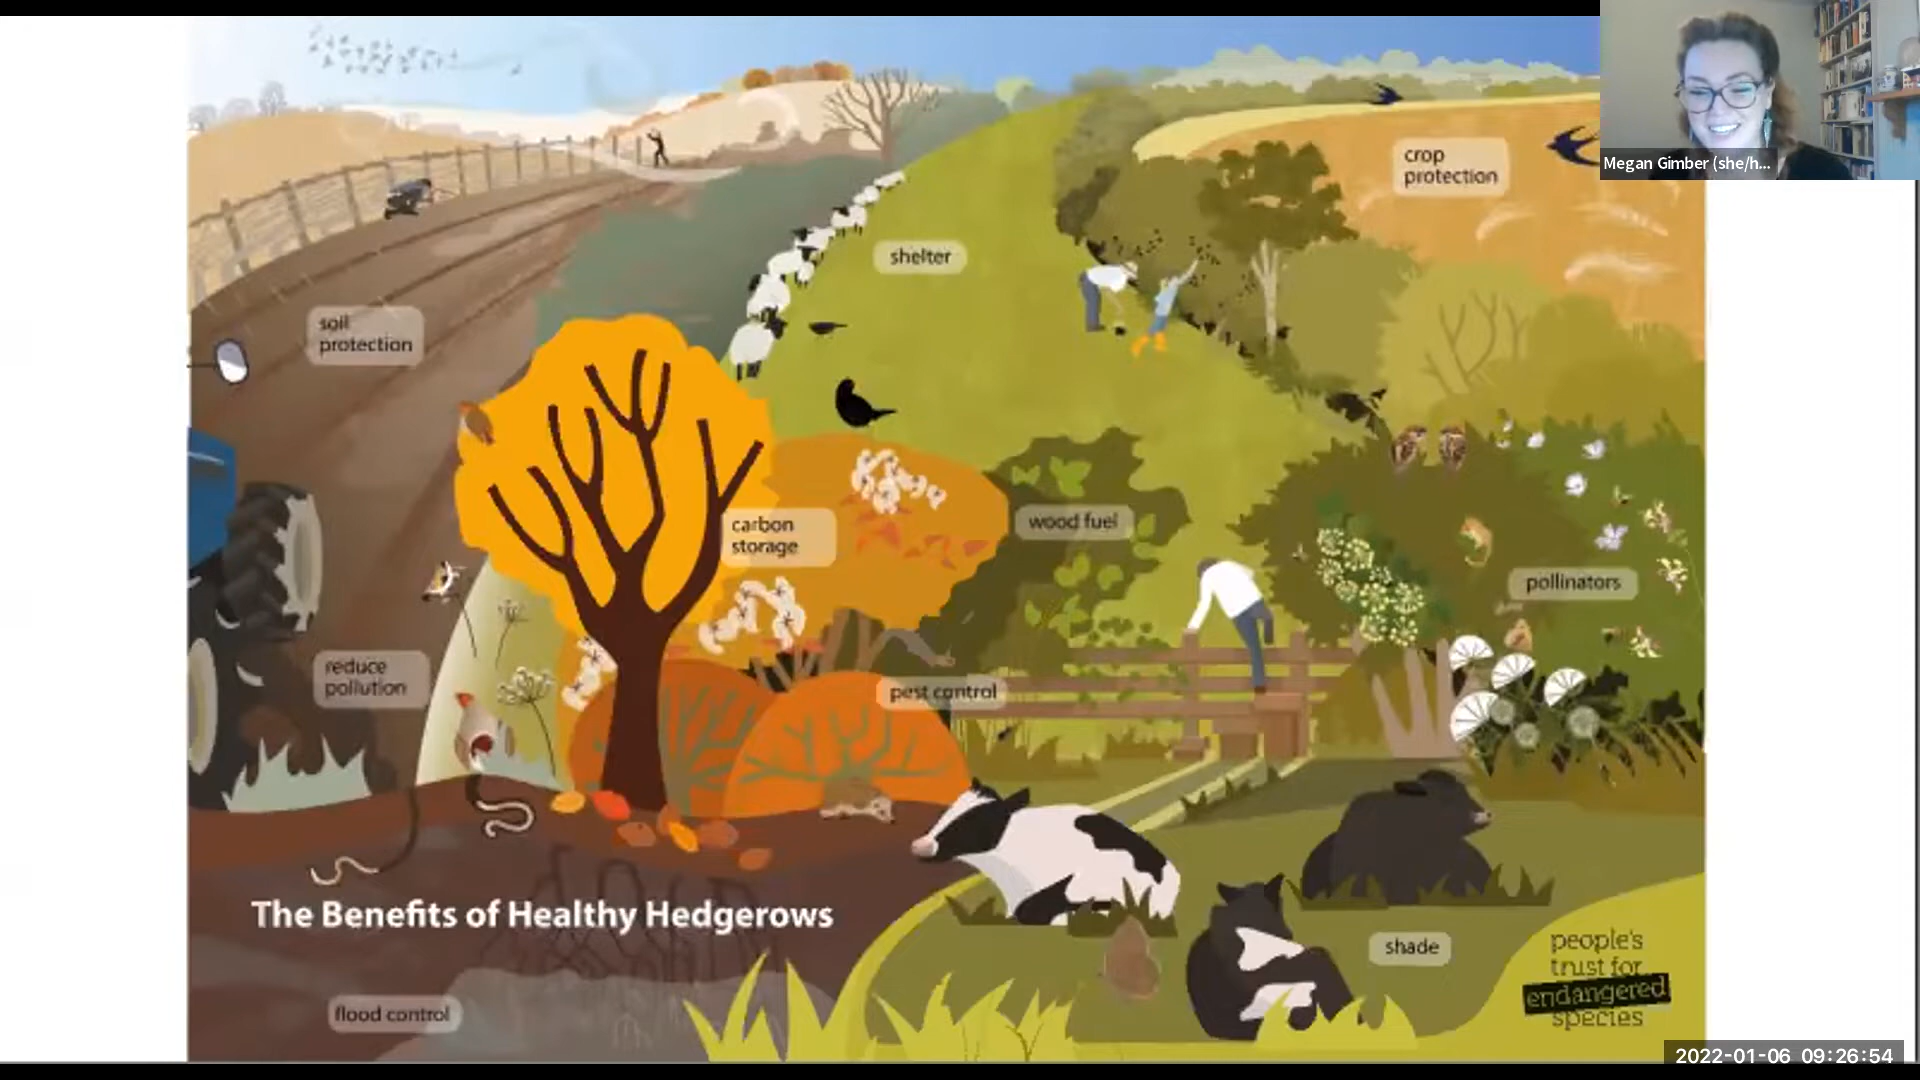 Megan Gimber (she/h...
crop
protection
shelter
soil
protection
carbon
storage
wood fuel
pollinators
reduce
pollution
pest control
The Benefits of Healthy Hedgerows
shade
people's
trust for
endangered
species
flood control
2022-01-06 09:26:54